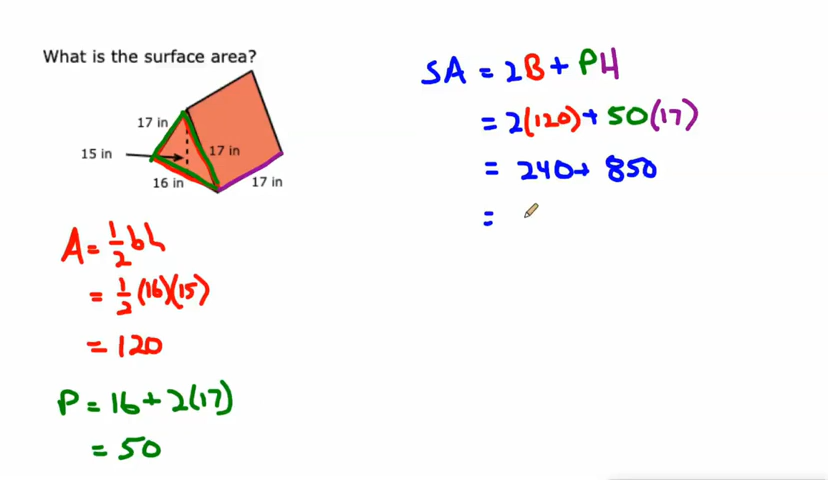 What is the surface area?
17 in
15 in
17 in
16 in
17 in
A = 1/2 bh
= 1/2 (16)(15)
= 120
P = 16 + 2(17)
= 50
SA = 2B + PH
= 2(120) + 50(17)
= 240 + 850
=